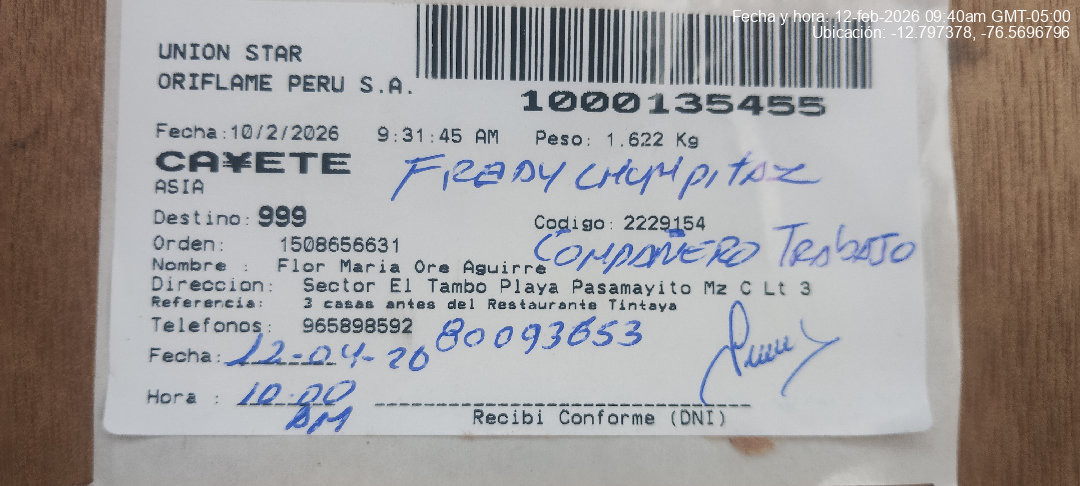 Fecha y hora: 12-feb-2026 09:40am GMT-05:00
Ubicación: -12.797378, -76.5696796
UNION STAR
ORIFLAME PERU S.A.
1000135455
Fecha:10/2/2026 9:31:45 AM Peso: 1.622 Kg
CA¥ETE
FREDY CHUMPITAZ
ASIA
Destino: 999 Codigo: 2229154
Orden: 1508656631
COMPAÑERO TRABAJO
Nombre : Flor Maria Ore Aguirre
Direccion: Sector El Tambo Playa Pasamayito Mz C Lt 3
Referencia: 3 casas antes del Restaurante Tintaya
Telefonos: 965898592
80093653
Fecha: 12-04-20
Hora : 10:00 AM
Recibi Conforme (DNI)